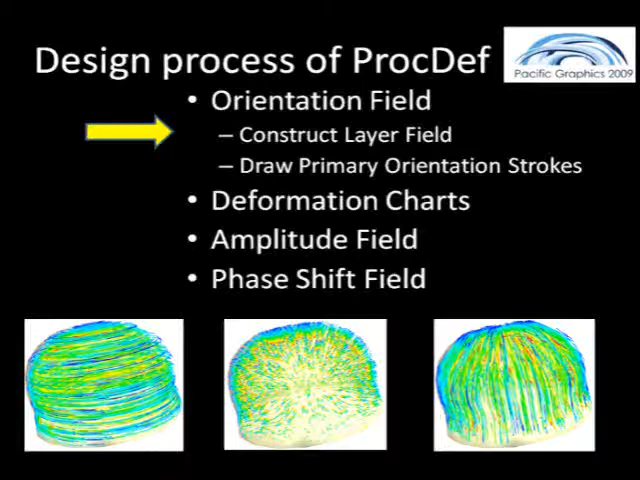 Design process of ProcDef
Pacific Graphics 2009
• Orientation Field
– Construct Layer Field
– Draw Primary Orientation Strokes
• Deformation Charts
• Amplitude Field
• Phase Shift Field